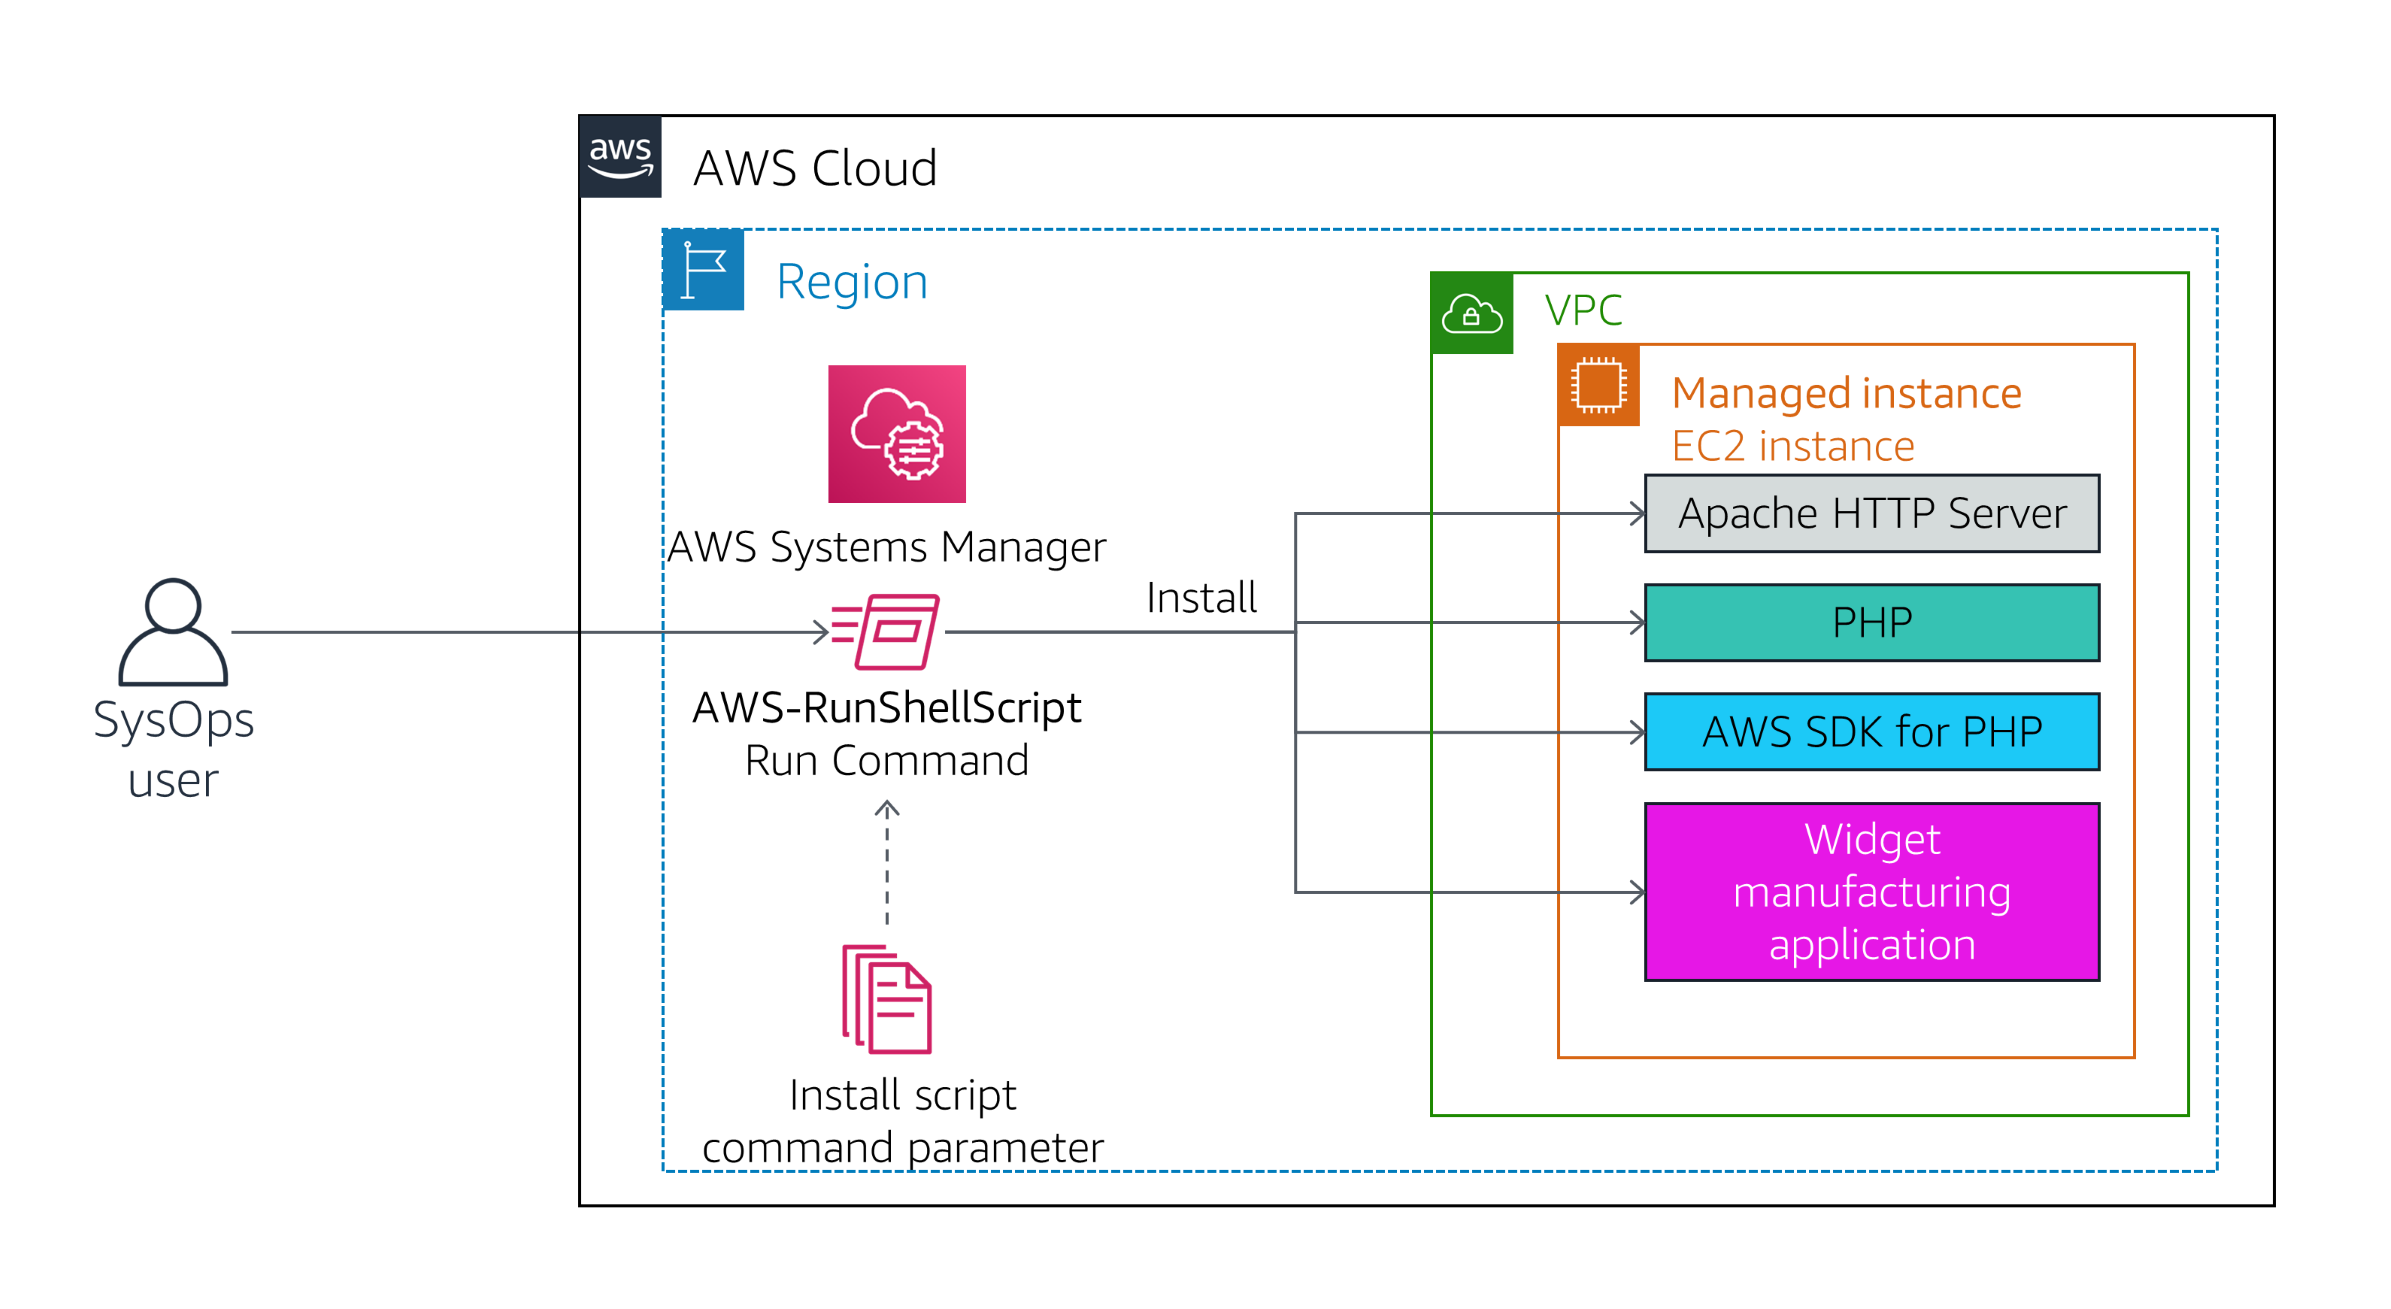 aws
AWS Cloud
Region
VPC
Managed instance
EC2 instance
AWS Systems Manager
Apache HTTP Server
Install
PHP
SysOps
user
AWS-RunShellScript
Run Command
AWS SDK for PHP
Widget
manufacturing
application
Install script
command parameter